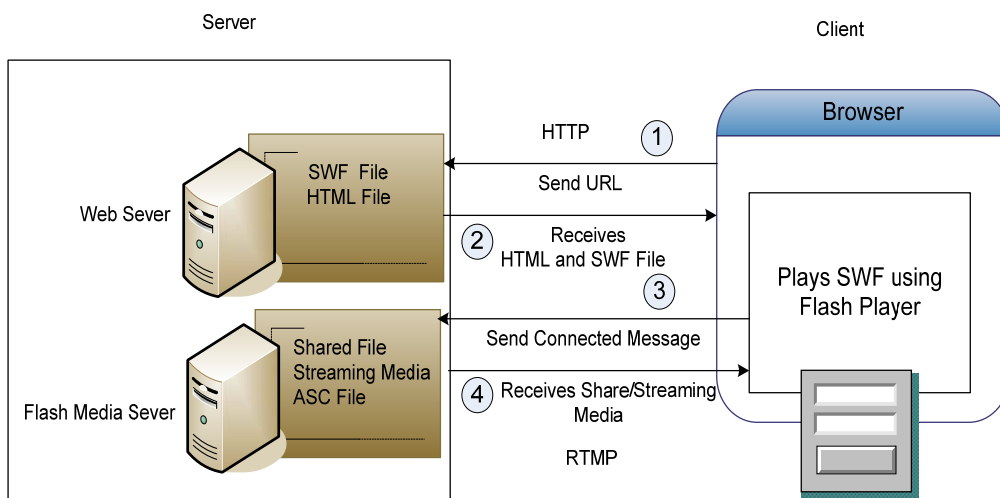 Server
Client
Browser
HTTP
1
SWF File
HTML File
Send URL
Web Sever
2
Receives
HTML and SWF File
3
Plays SWF using
Flash Player
Send Connected Message
Shared File
Streaming Media
ASC File
Flash Media Sever
4
Receives Share/Streaming
Media
RTMP